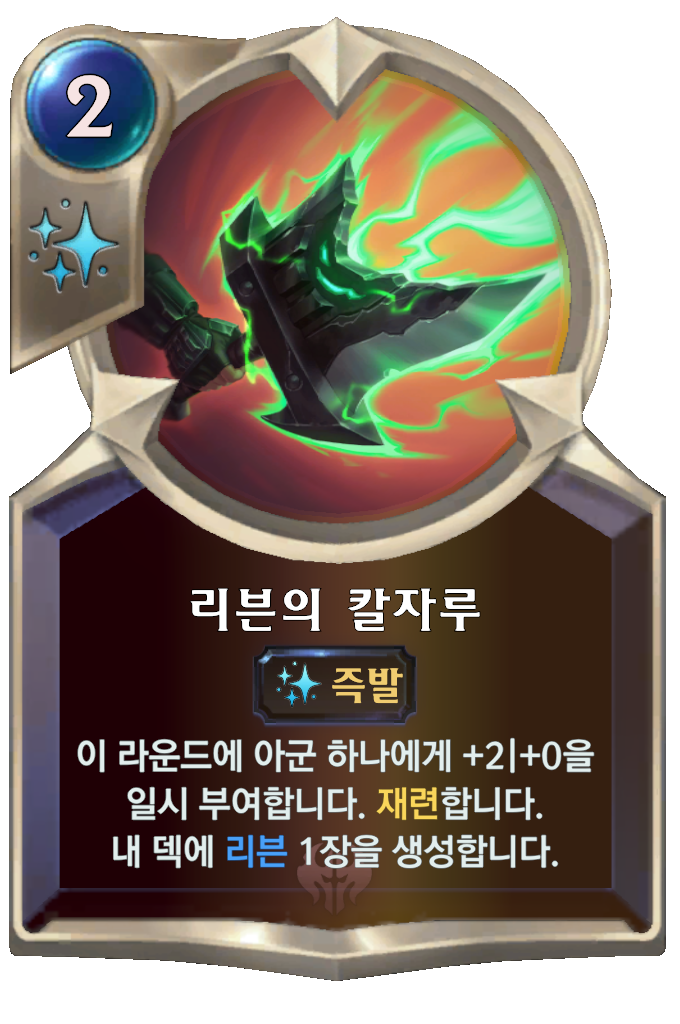 2
리븐의 칼자루
즉발
이 라운드에 아군 하나에게 +2|+0을
일시 부여합니다. 재련합니다.
내 덱에 리븐 1장을 생성합니다.